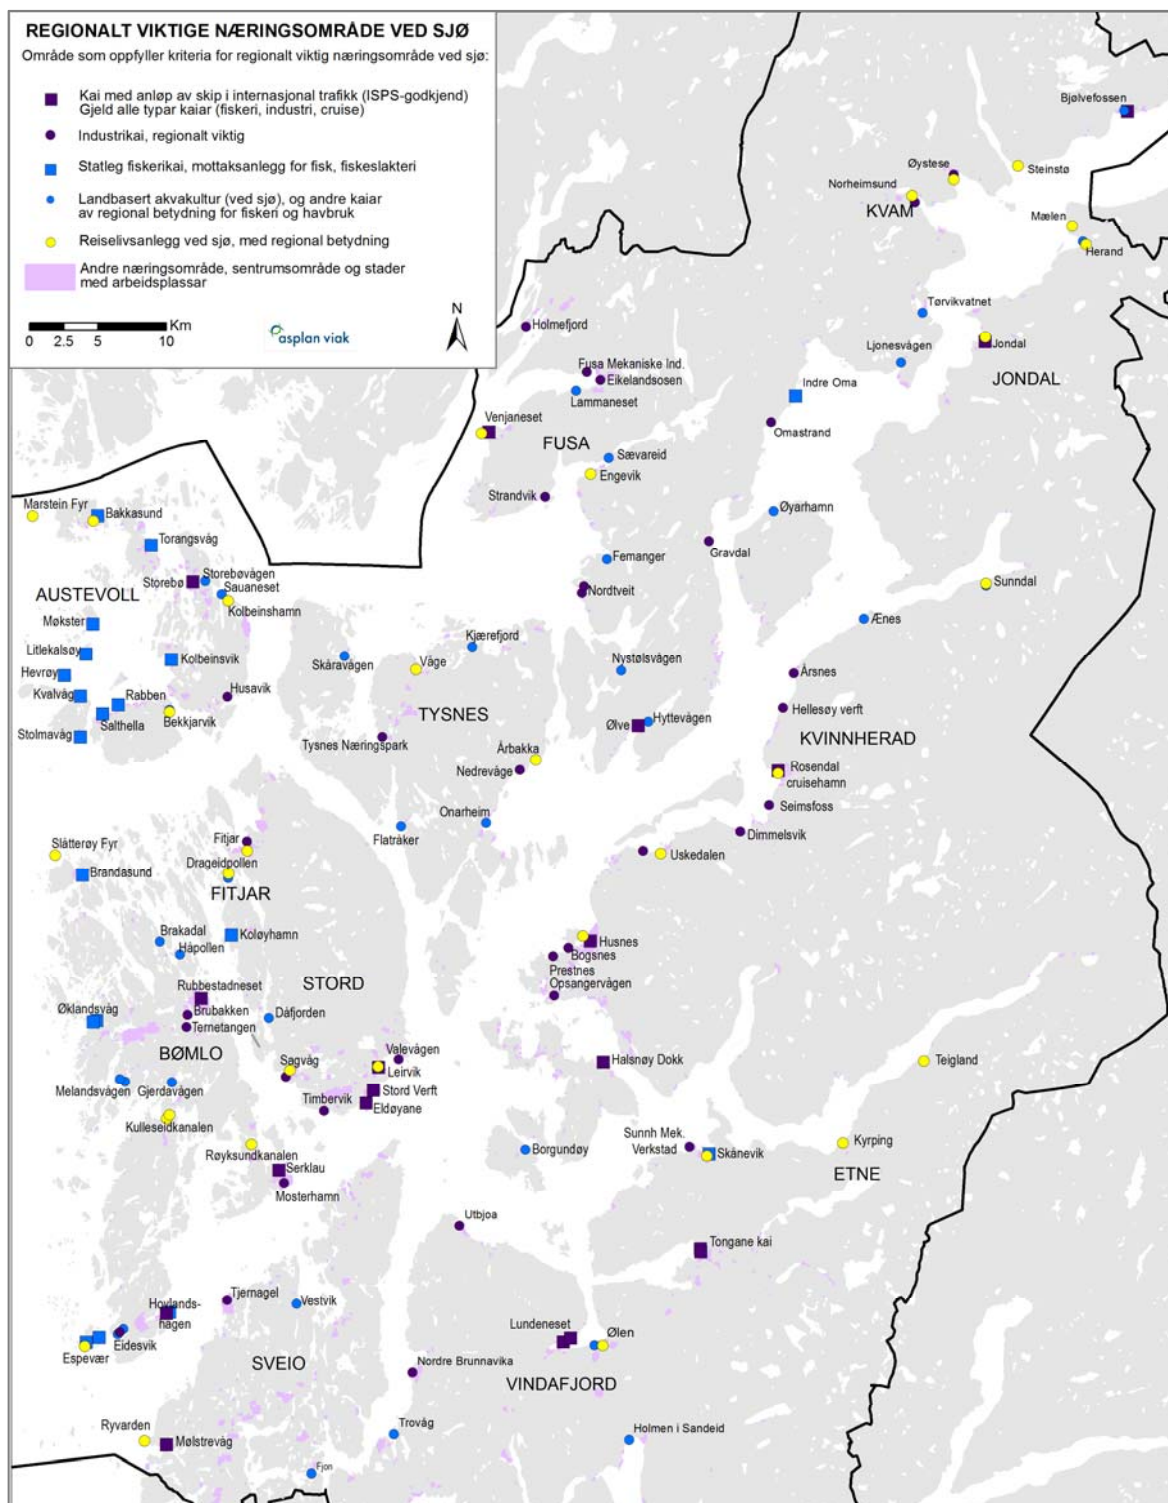 REGIONALT VIKTIGE NÆRINGSOMRÅDE VED SJØ
Område som oppfyller kriteria for regionalt viktig næringsområde ved sjø:
Kai med anløp av skip i internasjonal trafikk (ISPS-godkjend)
Gjeld alle typar kaiar (fiskeri, industri, cruise)
Industrikai, regionalt viktig
Statleg fiskerikai, mottaksanlegg for fisk, fiskeslakteri
Landbasert akvakultur (ved sjø), og andre kaiar
av regional betydning for fiskeri og havbruk
Reiselivsanlegg ved sjø, med regional betydning
Andre næringsområde, sentrumsområde og stader
med arbeidsplassar
Km
0 2.5 5 10
asplan viak
N
Bjølvefossen
Øystese
Steinstø
Norheimsund
KVAM
Mælen
Herand
Tørvikvatnet
Holmefjord
Jondal
Ljonesvågen
Fusa Mekaniske Ind.
Eikelandsosen
JONDAL
Indre Oma
Lammaneset
Venjaneset
Omastrand
FUSA
Sævareid
Engevik
Strandvik
Marstein Fyr
Bakkasund
Øyarhamn
Torangsvåg
Gravdal
Femanger
Storebøvågen
Storebø
Sauaneset
Sunndal
AUSTEVOLL
Kolbeinshamn
Nordtveit
Møkster
Ænes
Kjærefjord
Litlekalsøy
Kolbeinsvik
Skåravågen
Våge
Nystølsvågen
Hevrøy
Årsnes
Kvalvåg
Rabben
Husavik
Salthella
Bekkjarvik
TYSNES
Hellesøy verft
Hyttevågen
Ølve
Stolmavåg
Tysnes Næringspark
KVINNHERAD
Årbakka
Nedrevåge
Rosendal
cruisehamn
Seimsfoss
Onarheim
Dimmelsvik
Flatråker
Fitjar
Slåtterøy Fyr
Uskedalen
Drageidpollen
Brandasund
FITJAR
Brakadal
Koløyhamn
Håpollen
Husnes
Bogsnes
Prestnes
Opsangervågen
STORD
Rubbestadneset
Øklandsvåg
Brubakken
Dåfjorden
Ternetangen
BØMLO
Valevågen
Sagvåg
Leirvik
Halsnøy Dokk
Teigland
Melandsvågen
Gjerdavågen
Stord Verft
Timbervik
Eldøyane
Kulleseidkanalen
Sunnh Mek.
Verkstad
Kyrping
Røyksundkanalen
Borgundøy
Skånevik
Serklau
ETNE
Mosterhamn
Utbjoa
Tongane kai
Tjernagel
Vestvik
Hovlands-
hagen
Lundeneset
Ølen
Eidesvik
Espevær
SVEIO
Nordre Brunnavika
VINDAFJORD
Ryvarden
Mølstrevåg
Trovåg
Holmen i Sandeid
Fjon